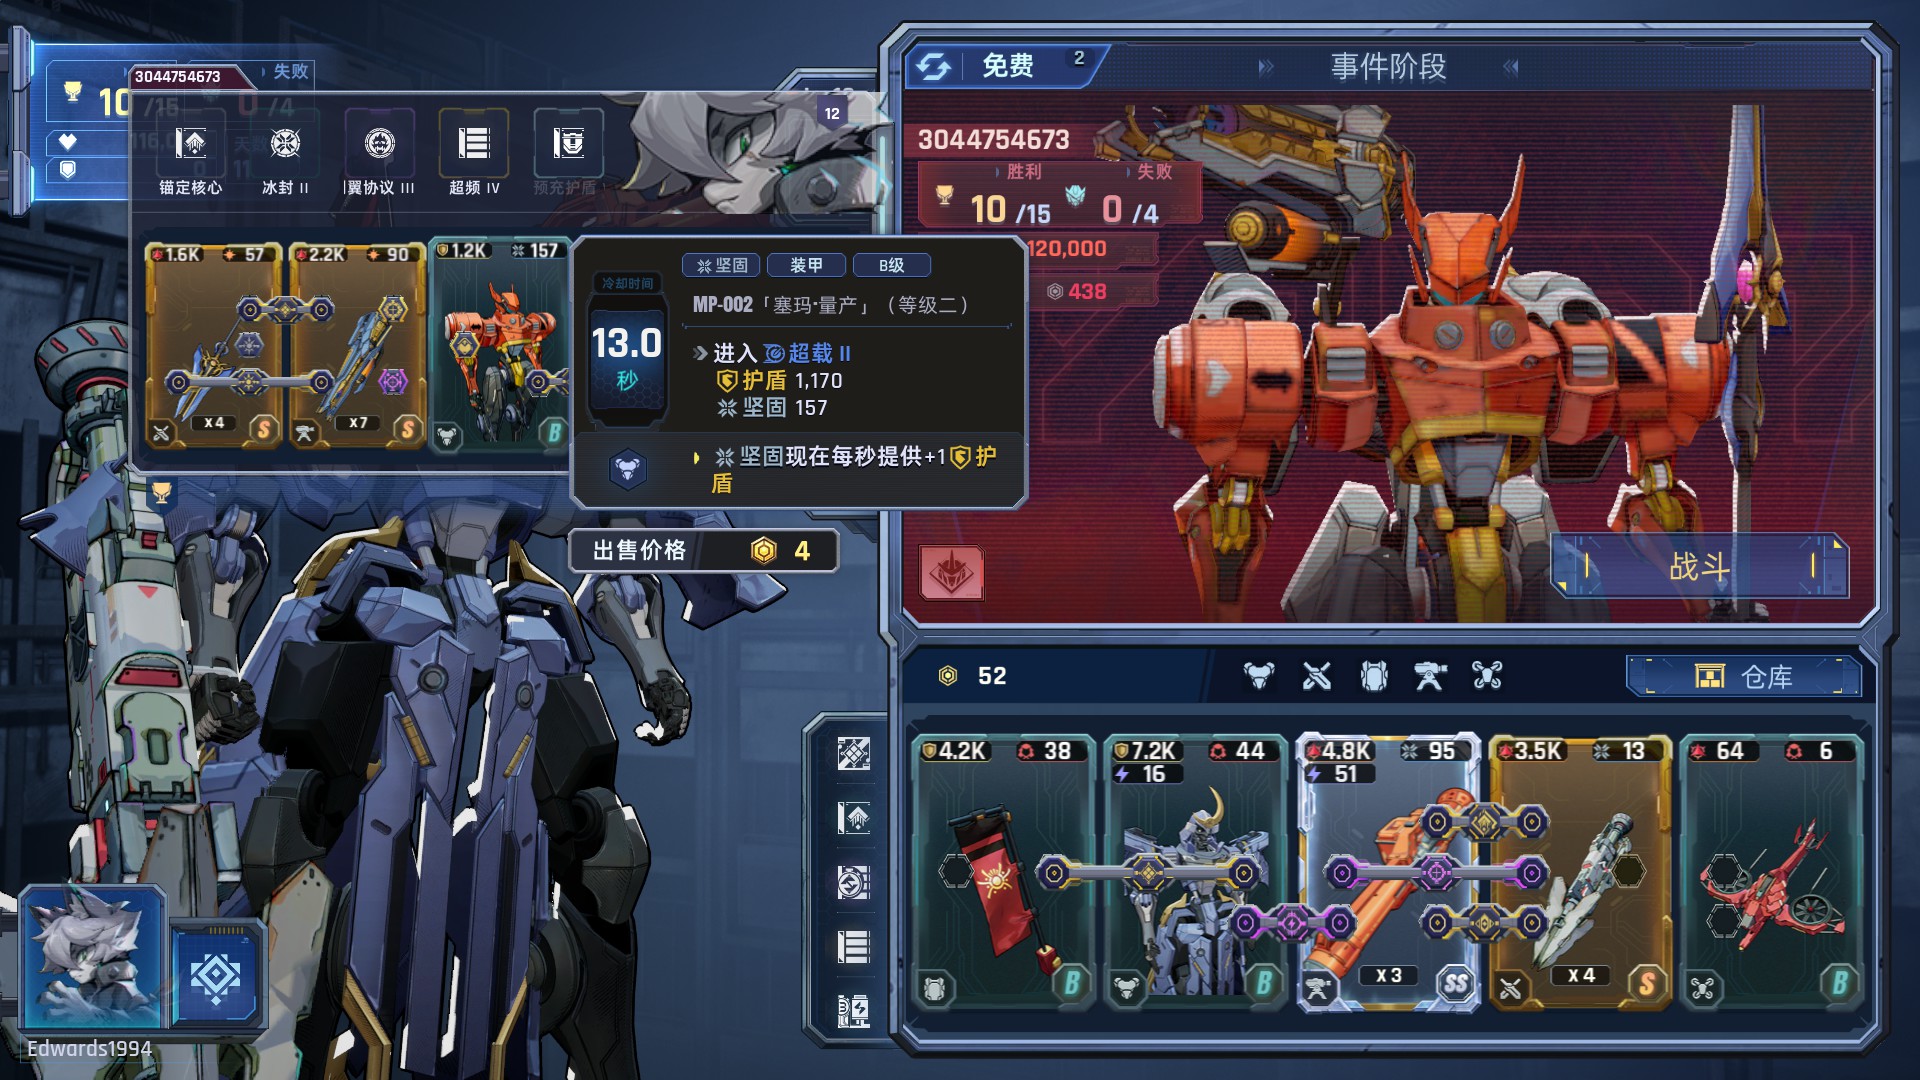 3044754673
失败
10 /15
0 /4
12
锚定核心
冰封 II
翼协议 III
超频 IV
预充护盾
1.6K
57
2.2K
90
1.2K
157
X4
S
X7
S
B
冷却时间
13.0
秒
坚固
装甲
B级
MP-002「塞玛·量产」（等级二）
进入 超载 II
护盾 1,170
坚固 157
坚固现在每秒提供+1 护
盾
出售价格
4
免费
2
事件阶段
3044754673
胜利
失败
10 /15
0 /4
120,000
438
战斗
52
仓库
4.2K
38
B
7.2K
44
16
B
4.8K
95
51
X3
SS
3.5K
13
X4
S
64
6
B
Edwards1994